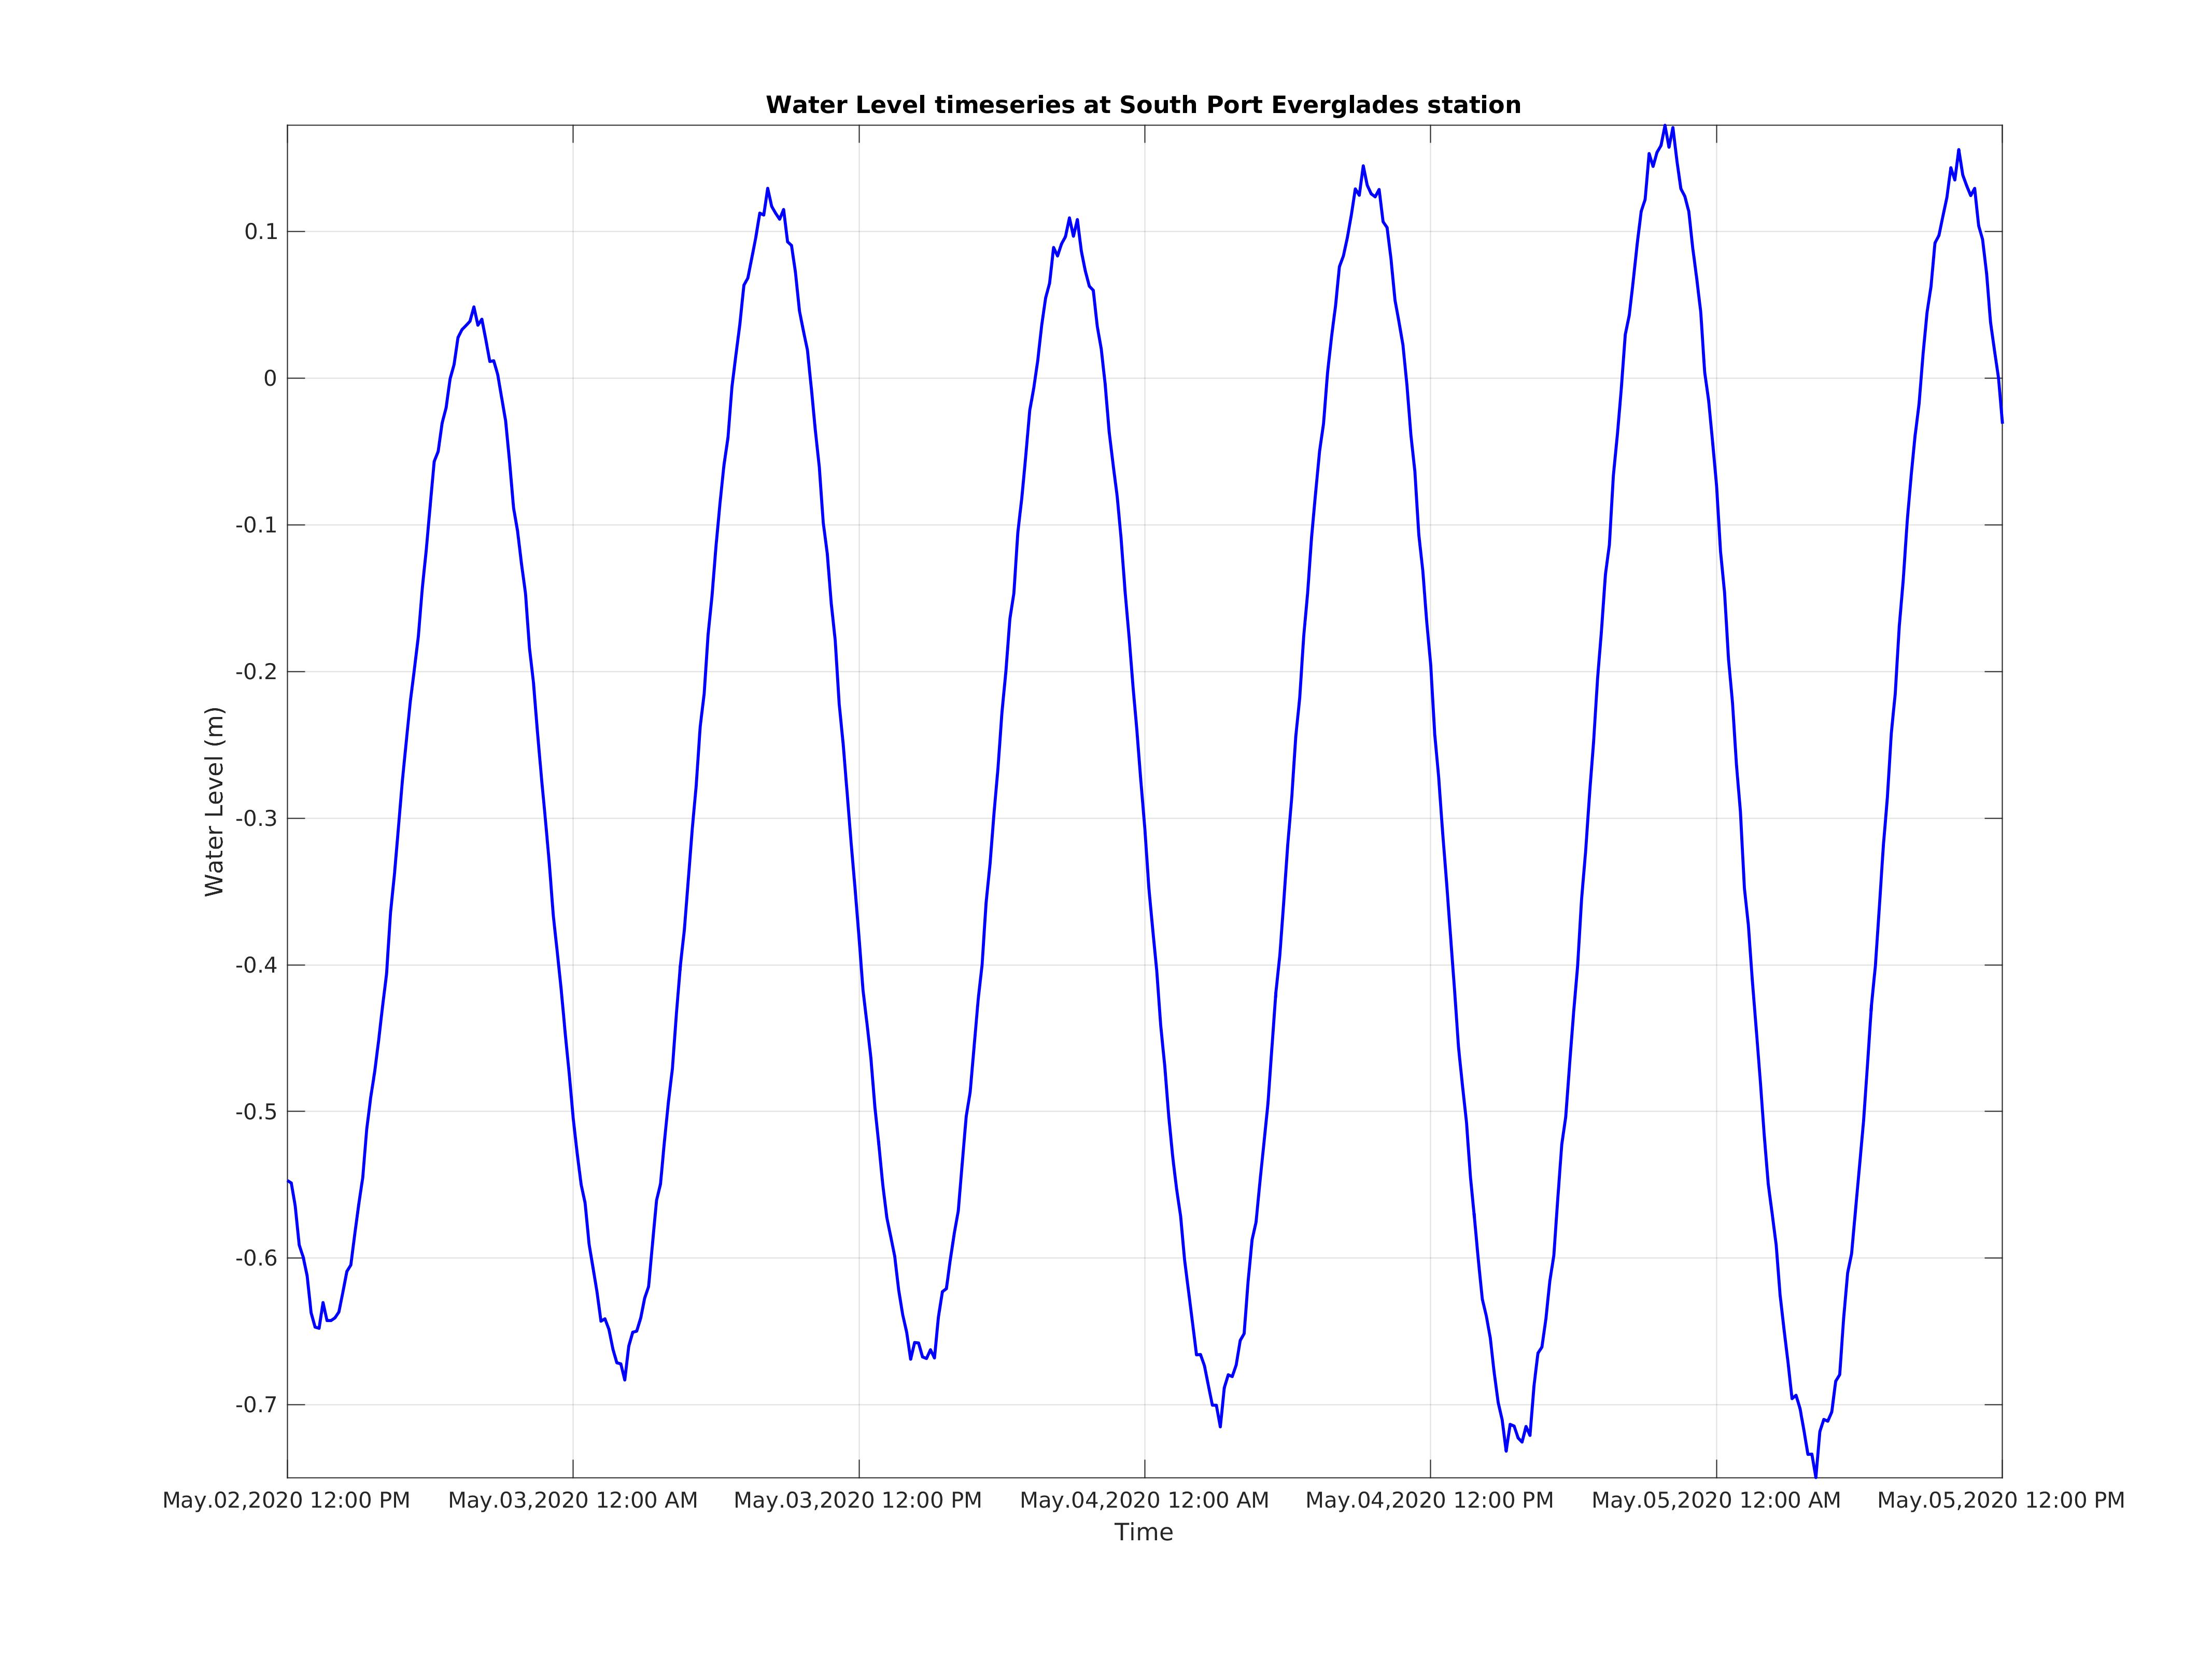 Water Level timeseries at South Port Everglades station
0.1
0
-0.1
-0.2
-0.3
-0.4
-0.5
-0.6
-0.7
Water Level (m)
May.02,2020 12:00 PM May.03,2020 12:00 AM May.03,2020 12:00 PM May.04,2020 12:00 AM May.04,2020 12:00 PM May.05,2020 12:00 AM May.05,2020 12:00 PM
Time